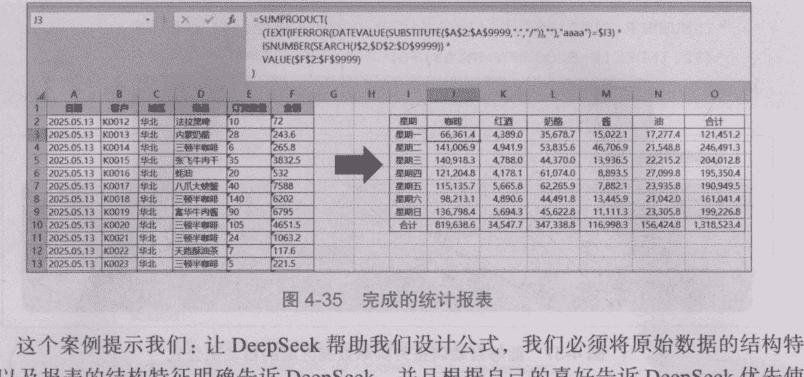 J3
fx
=SUMPRODUCT(
(TEXT(IFERROR(DATEVALUE(SUBSTITUTE($A$2:$A$9999,".","/")),""),"aaaa")=$I3) *
ISNUMBER(SEARCH(J$2,$D$2:$D$9999)) *
VALUE($F$2:$F$9999)
)
A B C D E F G H I J K L M N O
1 日期 客户 金额
2 2025.05.13 K0012 华北 10 72 星期 咖啡 红酒 奶酪 酱 油 合计
3 2025.05.13 K0013 华北 内蒙奶酪 28 243.6 星期一 66,361.4 4,389.0 35,678.7 15,022.1 17,277.4 121,451.2
4 2025.05.13 K0014 华北 三顿半咖啡 6 265.8 星期二 141,006.9 4,941.9 53,835.6 46,706.9 21,548.8 246,491.3
5 2025.05.13 K0015 华北 张飞牛肉干 35 3832.5 星期三 140,918.3 4,788.0 44,370.0 13,936.5 22,215.2 204,012.8
6 2025.05.13 K0016 华北 蚝油 20 532 星期四 121,204.8 4,178.1 61,074.0 8,893.5 27,099.8 195,350.4
7 2025.05.13 K0017 华北 八爪大螃蟹 40 7588 星期五 115,135.7 5,665.8 62,265.9 7,882.1 23,935.8 190,949.5
8 2025.05.13 K0018 华北 三顿半咖啡 140 6202 星期六 98,213.1 4,890.6 44,491.8 13,445.9 21,042.0 161,041.4
9 2025.05.13 K0019 华北 富华牛肉酱 90 6795 星期日 136,798.4 5,694.3 45,622.8 11,111.3 23,305.8 199,226.8
10 2025.05.13 K0020 华北 三顿半咖啡 105 4651.5 合计 819,638.6 34,547.7 347,338.8 116,998.3 156,424.8 1,318,523.4
11 2025.05.13 K0021 华北 三顿半咖啡 24 1063.2
12 2025.05.13 K0022 华北 7 117.6
13 2025.05.13 K0023 华北 三顿半咖啡 5 221.5
图 4-35 完成的统计报表
这个案例提示我们：让 DeepSeek 帮助我们设计公式，我们必须将原始数据的结构特
以及报表的结构特征明确告诉 DeepSeek，并且根据自己的喜好告诉 DeepSeek 优先使